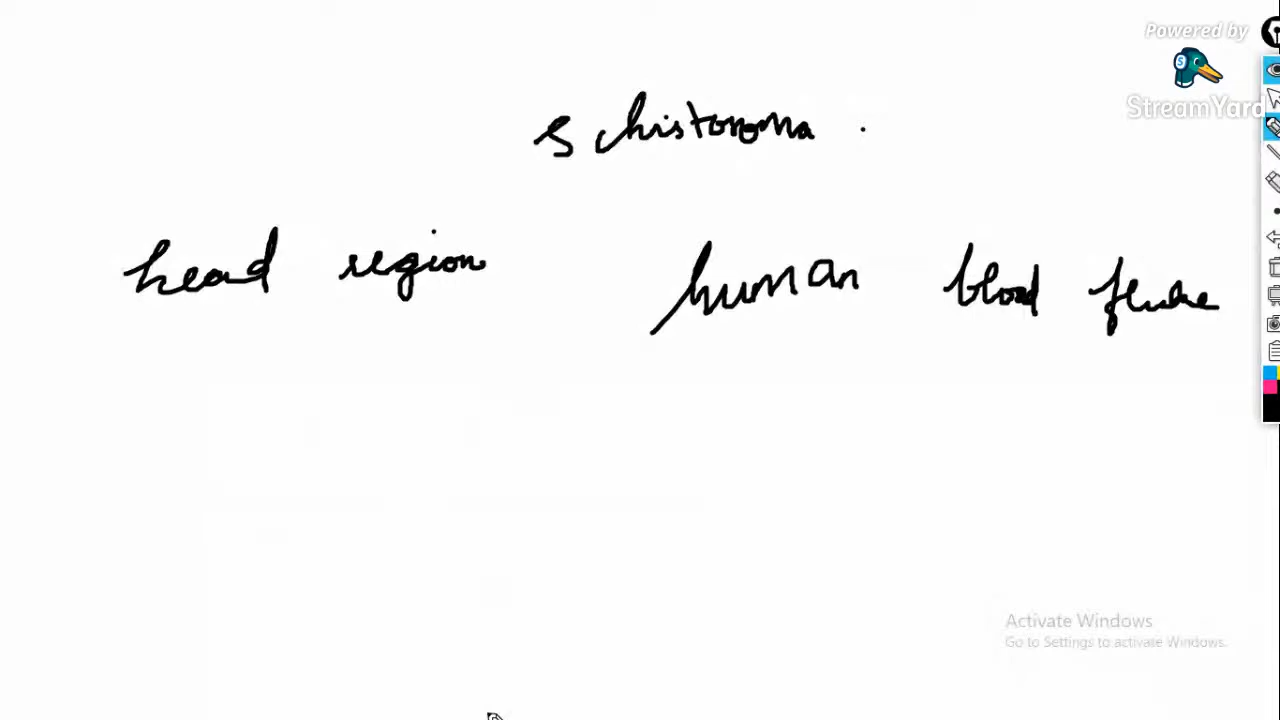 Powered by
StreamYard
schistosoma .
head region
human blood fluke
Activate Windows
Go to Settings to activate Windows.